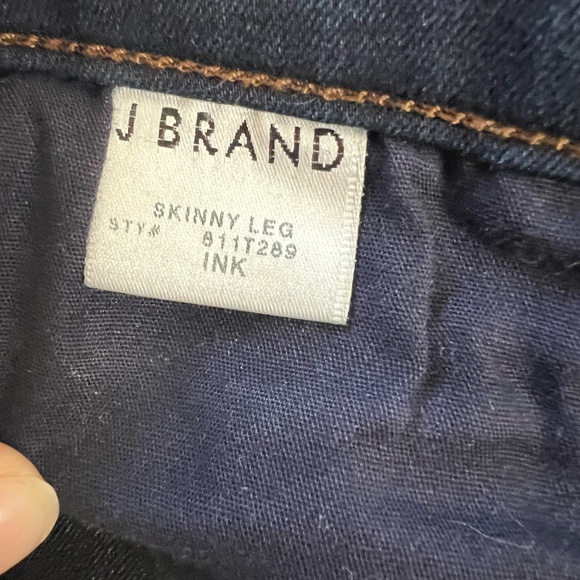 J BRAND
SKINNY LEG
STY# 811T289
INK